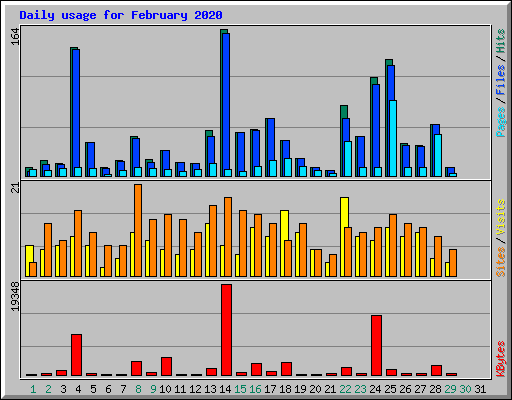 Daily usage for February 2020
164
Pages / Files / Hits
21
Sites / Visits
19348
KBytes
1 2 3 4 5 6 7 8 9 10 11 12 13 14 15 16 17 18 19 20 21 22 23 24 25 26 27 28 29 30 31